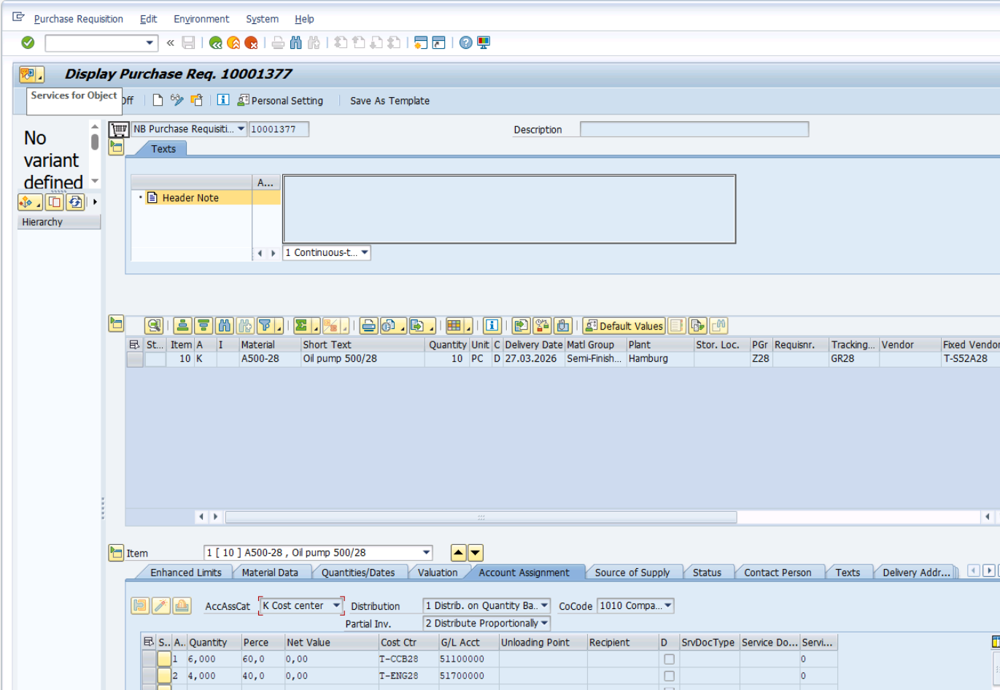 Purchase Requisition Edit Environment System Help
Display Purchase Req. 10001377
Services for Object
Off Personal Setting Save As Template
No
variant
defined
Hierarchy
NB Purchase Requisiti... 10001377 Description
Texts
A...
Header Note
1 Continuous-t...
Default Values
St... Item A I Material Short Text Quantity Unit C Delivery Date Matl Group Plant Stor. Loc. PGr Requisnr. Tracking... Vendor Fixed Vendor
10 K A500-28 Oil pump 500/28 10 PC D 27.03.2026 Semi-Finish... Hamburg Z28 GR28 T-S52A28
Item 1 [ 10 ] A500-28 , Oil pump 500/28
Enhanced Limits Material Data Quantities/Dates Valuation Account Assignment Source of Supply Status Contact Person Texts Delivery Addr...
AccAssCat K Cost center Distribution 1 Distrib. on Quantity Ba.. CoCode 1010 Compa...
Partial Inv. 2 Distribute Proportionally
S.. A.. Quantity Perce Net Value Cost Ctr G/L Acct Unloading Point Recipient D SrvDocType Service Do... Servi...
1 6,000 60,0 0,00 T-CCB28 51100000 0
2 4,000 40,0 0,00 T-ENG28 51700000 0